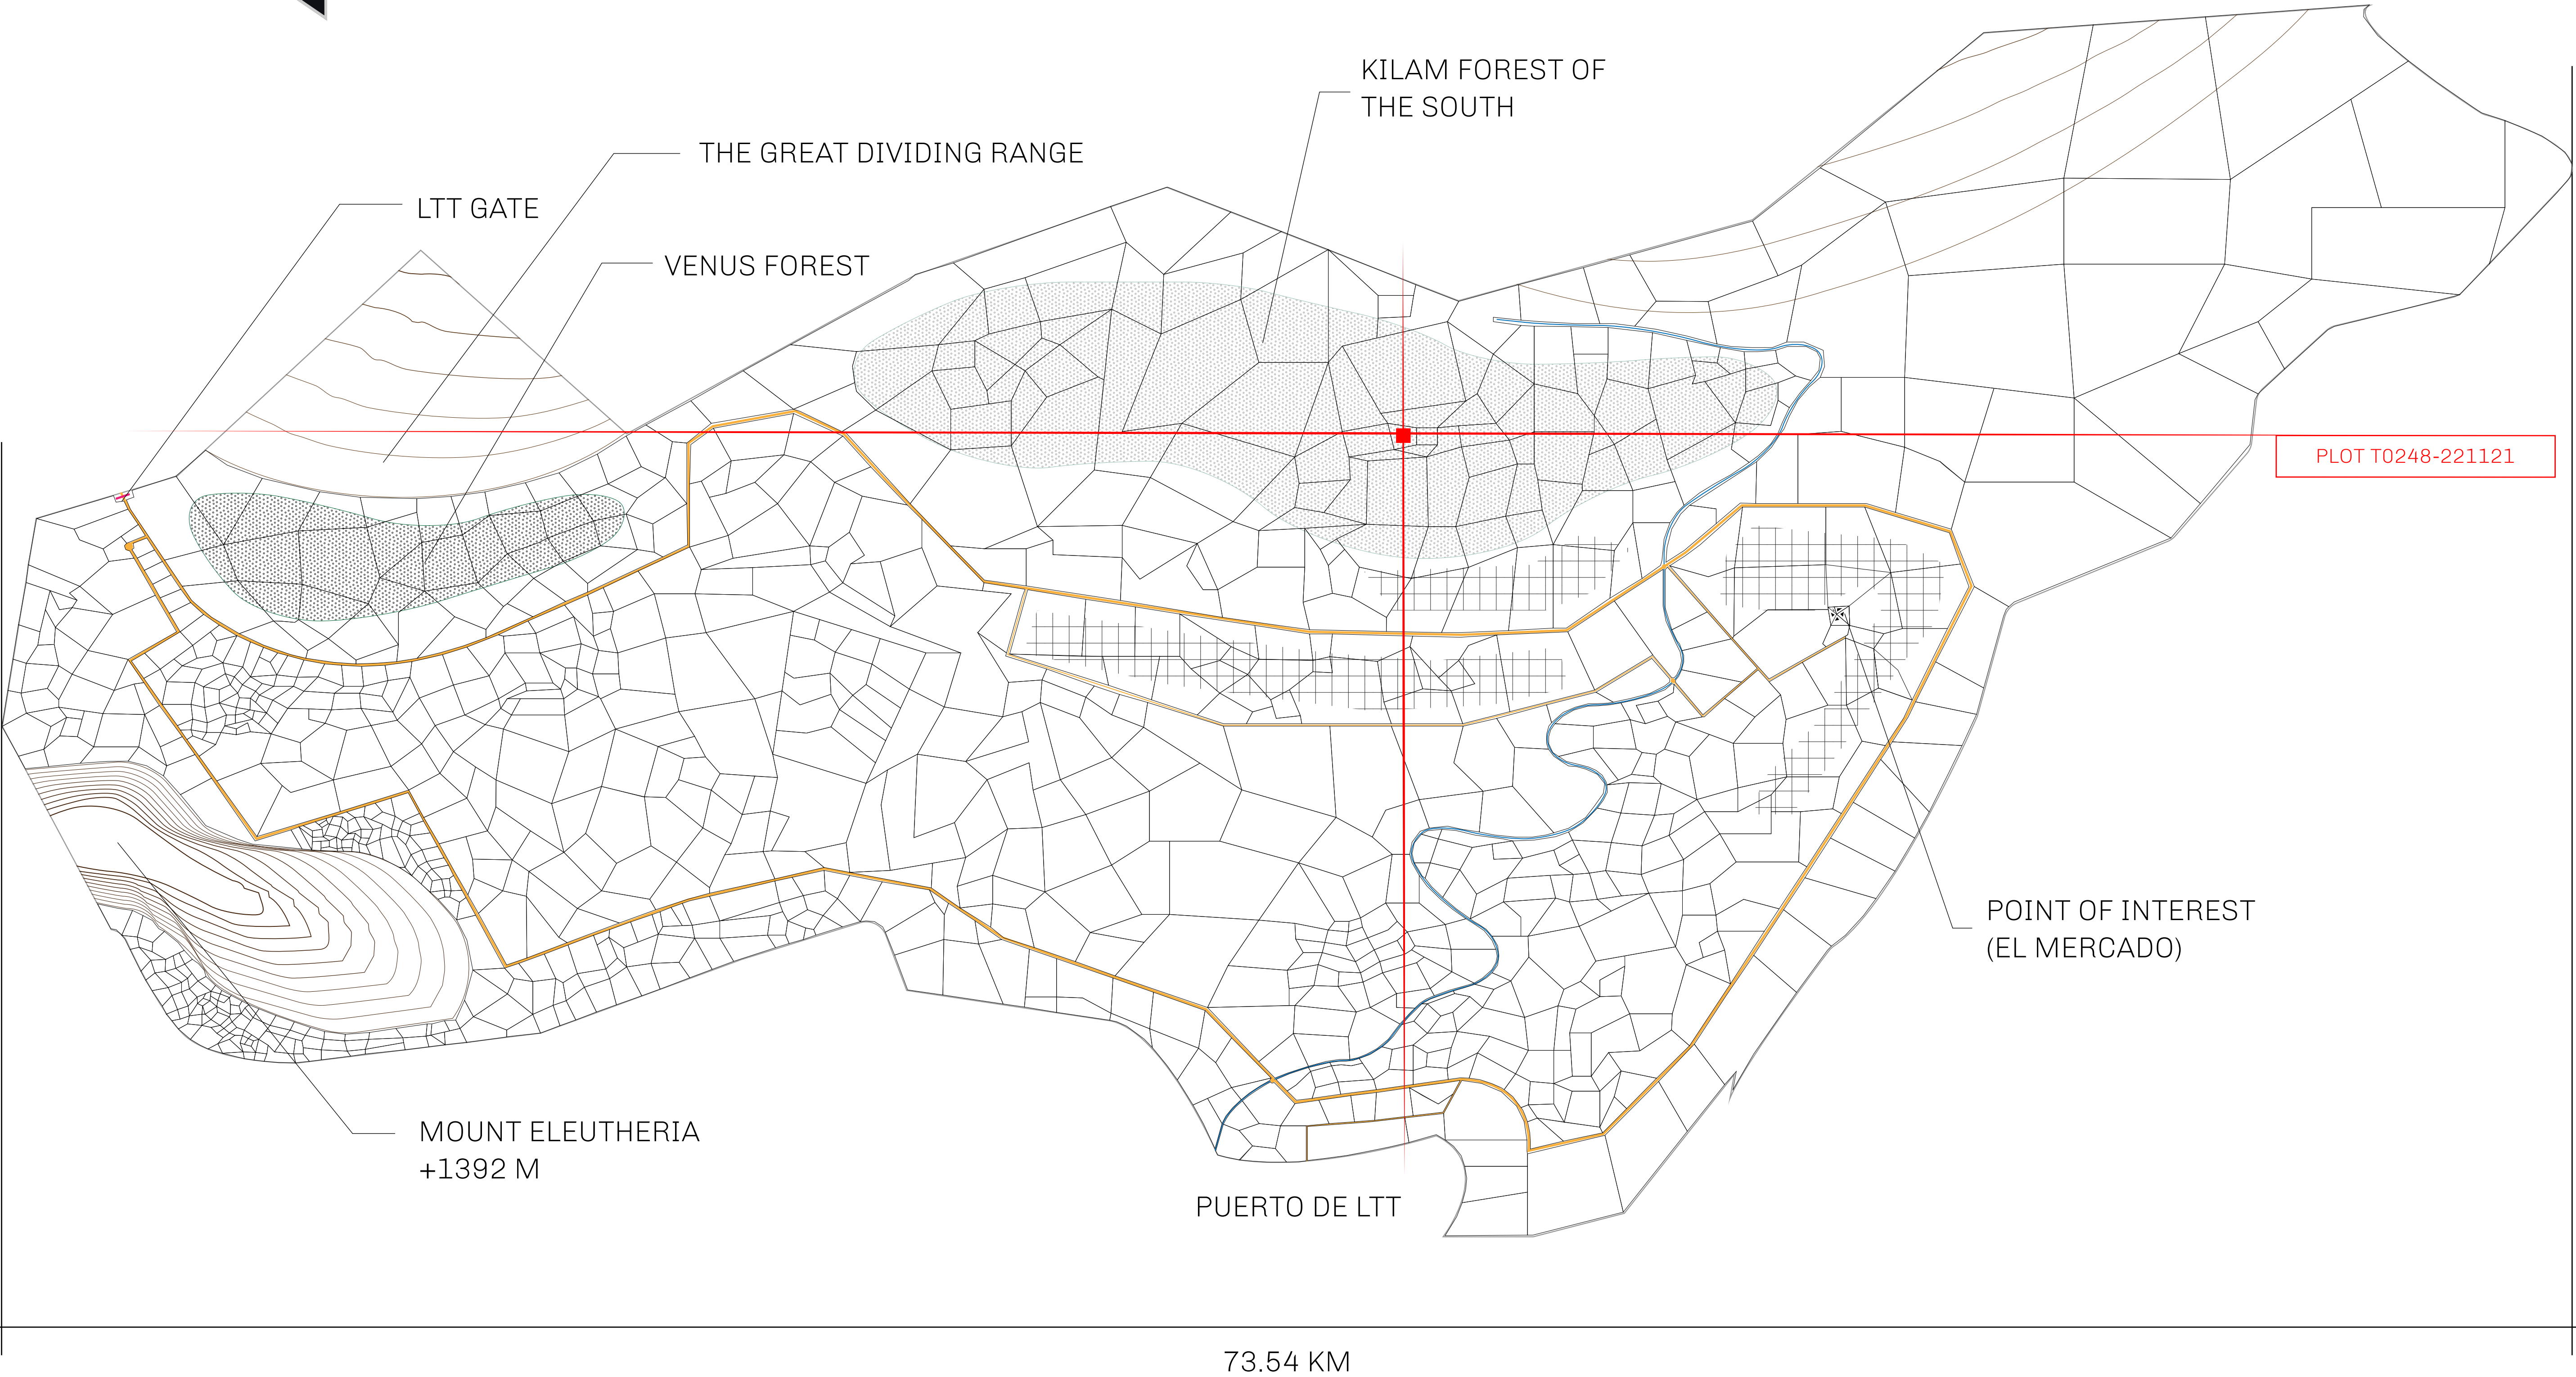 KILAM FOREST OF
THE SOUTH
THE GREAT DIVIDING RANGE
LTT GATE
VENUS FOREST
PLOT T0248-221121
POINT OF INTEREST
(EL MERCADO)
MOUNT ELEUTHERIA
+1392 M
PUERTO DE LTT
73.54 KM